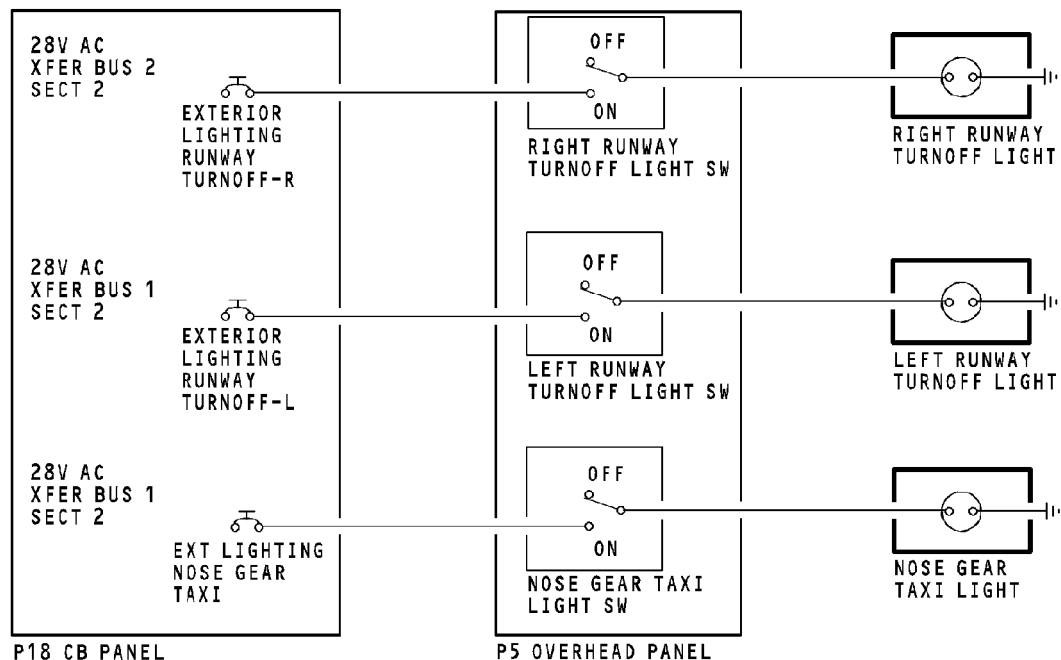 28V AC
XFER BUS 2
SECT 2
EXTERIOR
LIGHTING
RUNWAY
TURNOFF-R
OFF
ON
RIGHT RUNWAY
TURNOFF LIGHT SW
RIGHT RUNWAY
TURNOFF LIGHT
28V AC
XFER BUS 1
SECT 2
EXTERIOR
LIGHTING
RUNWAY
TURNOFF-L
OFF
ON
LEFT RUNWAY
TURNOFF LIGHT SW
LEFT RUNWAY
TURNOFF LIGHT
28V AC
XFER BUS 1
SECT 2
EXT LIGHTING
NOSE GEAR
TAXI
OFF
ON
NOSE GEAR TAXI
LIGHT SW
NOSE GEAR
TAXI LIGHT
P18 CB PANEL
P5 OVERHEAD PANEL